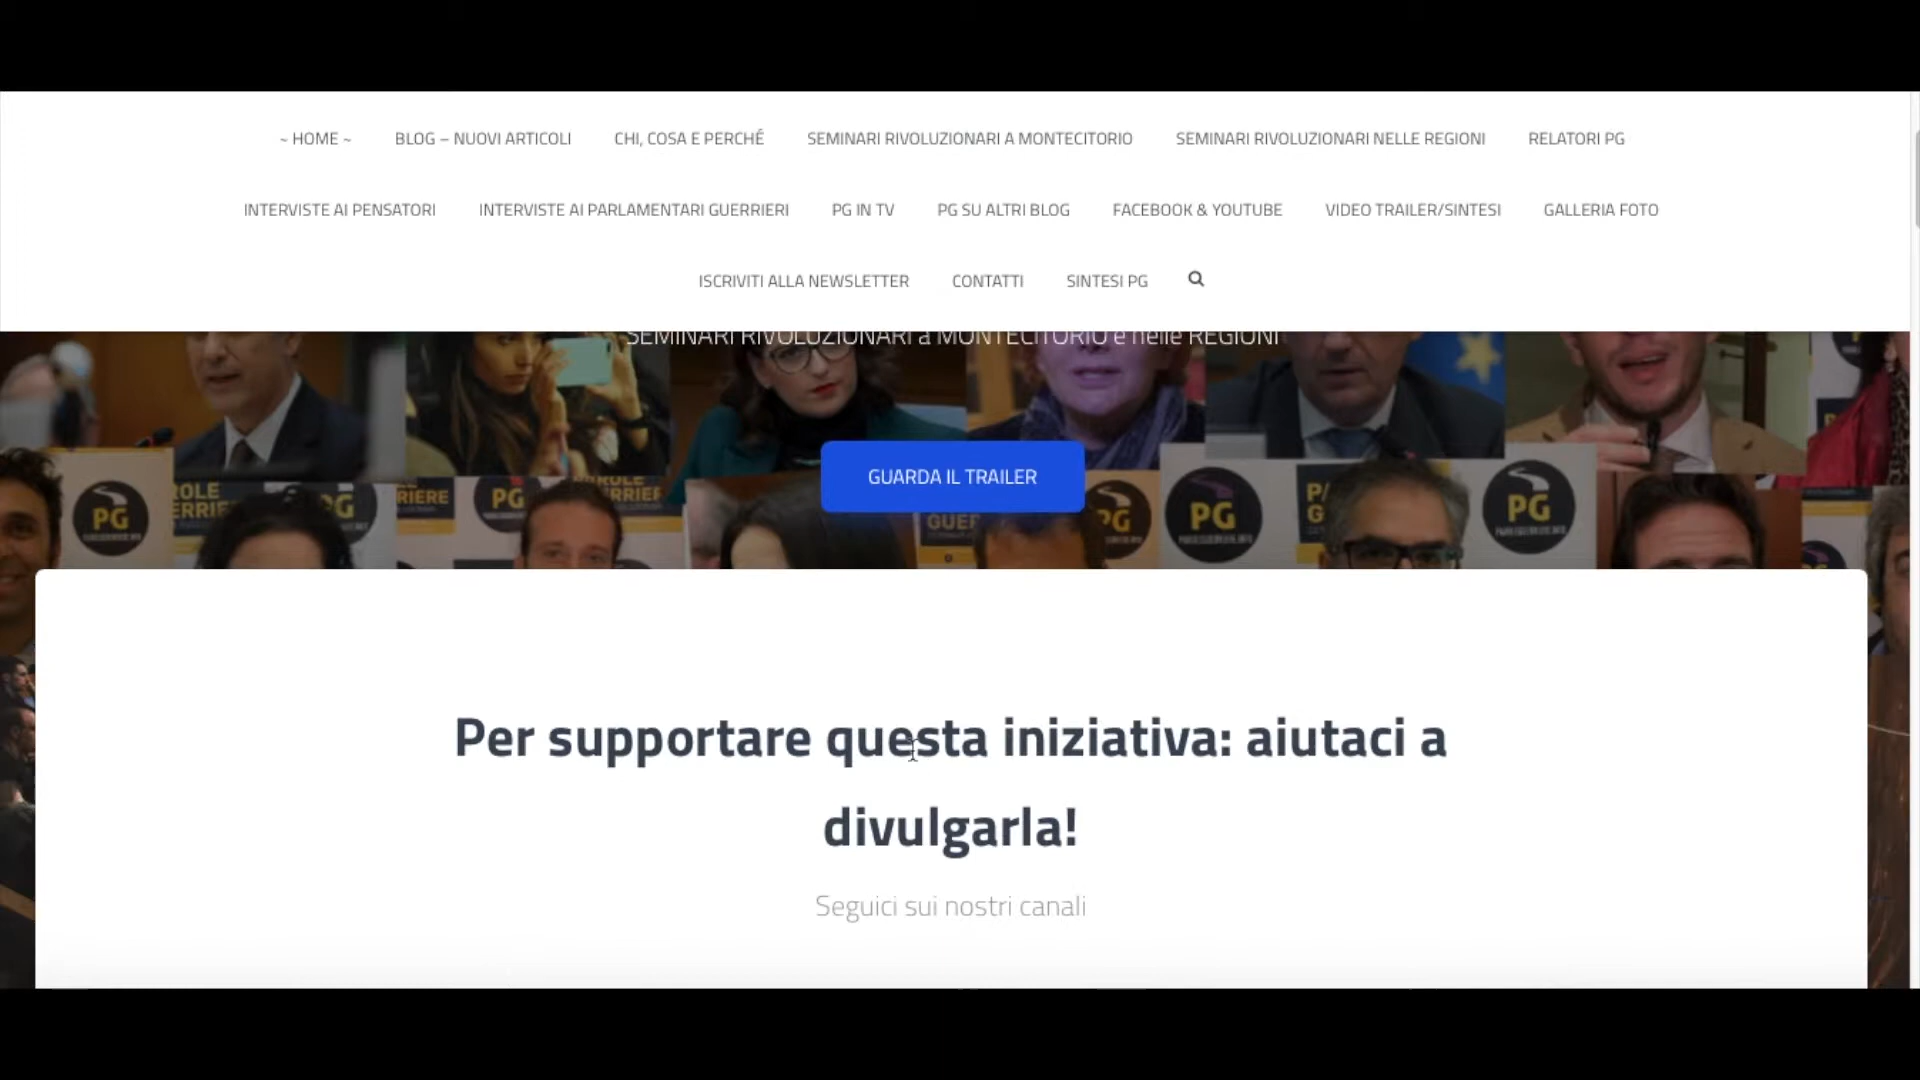 ~ HOME ~ BLOG – NUOVI ARTICOLI CHI, COSA E PERCHÉ SEMINARI RIVOLUZIONARI A MONTECITORIO SEMINARI RIVOLUZIONARI NELLE REGIONI RELATORI PG
INTERVISTE AI PENSATORI INTERVISTE AI PARLAMENTARI GUERRIERI PG IN TV PG SU ALTRI BLOG FACEBOOK & YOUTUBE VIDEO TRAILER/SINTESI GALLERIA FOTO
ISCRIVITI ALLA NEWSLETTER CONTATTI SINTESI PG
SEMINARI RIVOLUZIONARI a MONTECITORIO e nelle REGIONI
GUARDA IL TRAILER
PG
PG
PG
PG
PG
Per supportare questa iniziativa: aiutaci a
divulgarla!
Seguici sui nostri canali